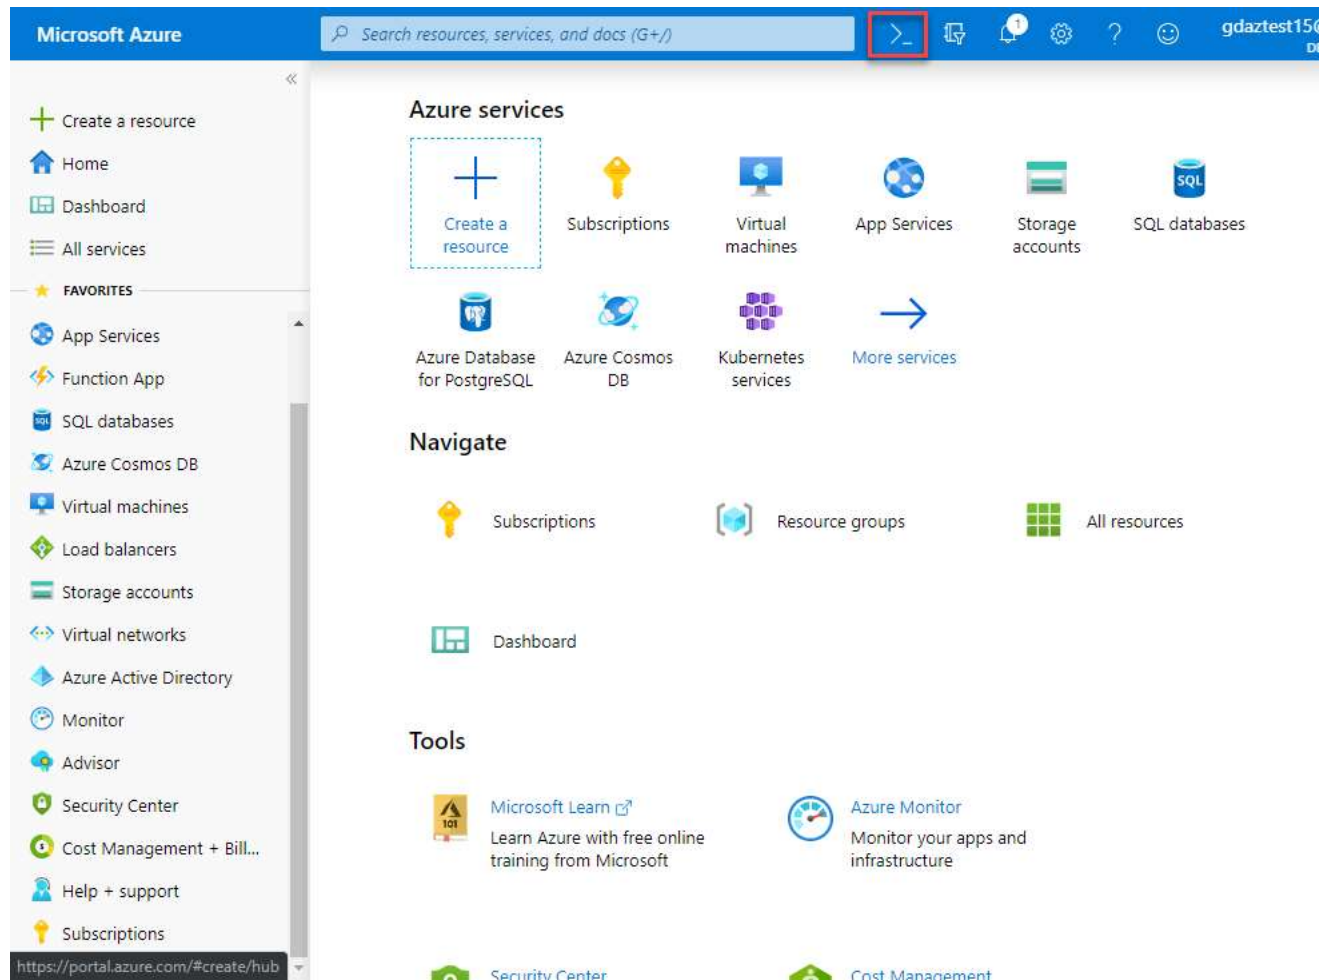 Microsoft Azure
Search resources, services, and docs (G+/)
>_
1
?
gdaztest15@
DE
«
Create a resource
Home
Dashboard
All services
FAVORITES
App Services
Function App
SQL databases
Azure Cosmos DB
Virtual machines
Load balancers
Storage accounts
Virtual networks
Azure Active Directory
Monitor
Advisor
Security Center
Cost Management + Bill...
Help + support
Subscriptions
https://portal.azure.com/#create/hub
Azure services
Create a
resource
Subscriptions
Virtual
machines
App Services
Storage
accounts
SQL
SQL databases
Azure Database
for PostgreSQL
Azure Cosmos
DB
Kubernetes
services
More services
Navigate
Subscriptions
Resource groups
All resources
Dashboard
Tools
101
Microsoft Learn
Learn Azure with free online
training from Microsoft
Azure Monitor
Monitor your apps and
infrastructure
Security Center
Cost Management